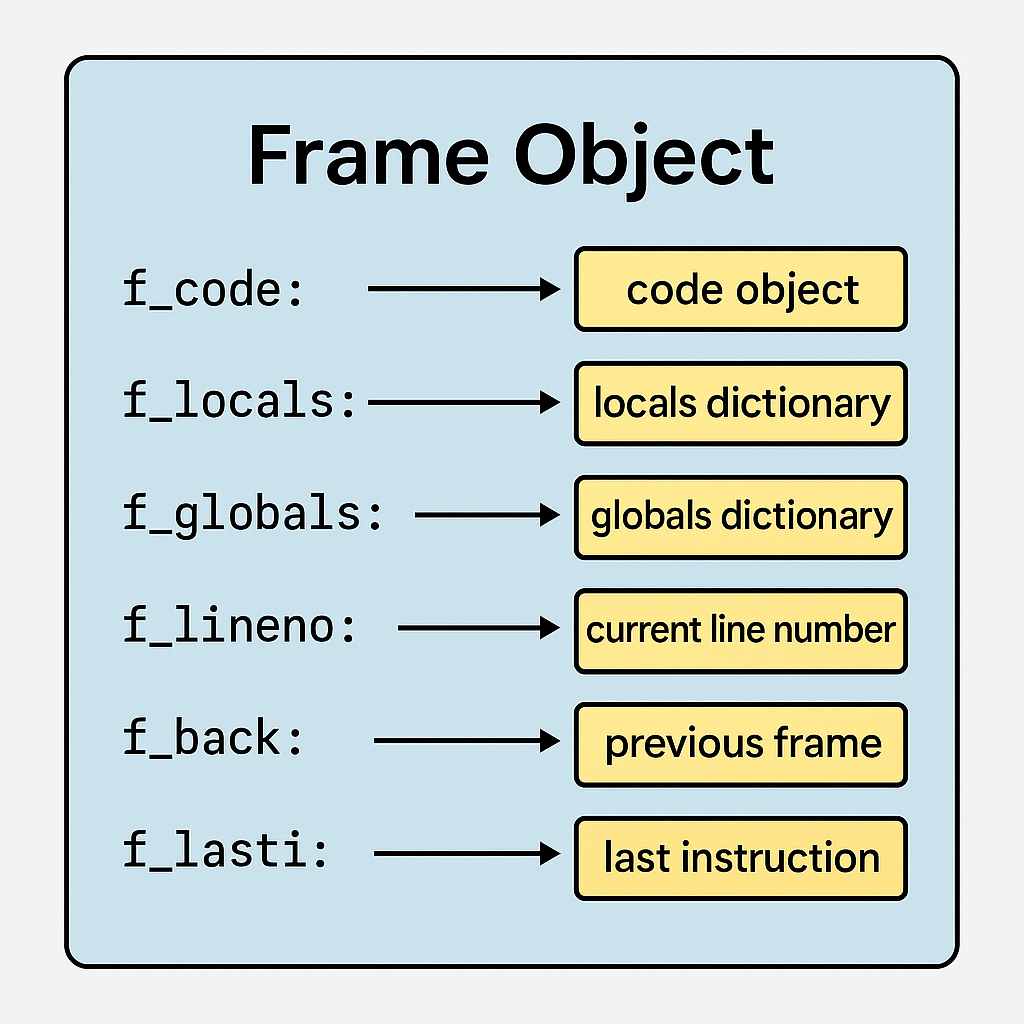 Frame Object
f_code: code object
f_locals: locals dictionary
f_globals: globals dictionary
f_lineno: current line number
f_back: previous frame
f_lasti: last instruction